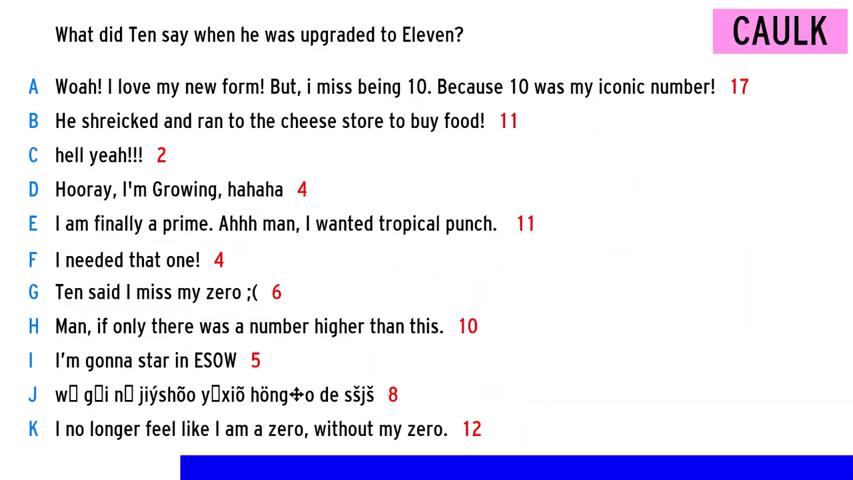 What did Ten say when he was upgraded to Eleven?
CAULK
A Woah! I love my new form! But, i miss being 10. Because 10 was my iconic number! 17
B He shreicked and ran to the cheese store to buy food! 11
C hell yeah!!! 2
D Hooray, I'm Growing, hahaha 4
E I am finally a prime. Ahhh man, I wanted tropical punch. 11
F I needed that one! 4
G Ten said I miss my zero ;( 6
H Man, if only there was a number higher than this. 10
I I’m gonna star in ESOW 5
J w▯ g▯i n▯ jiýshõo y▯xiõ höng✣o de sšjš 8
K I no longer feel like I am a zero, without my zero. 12